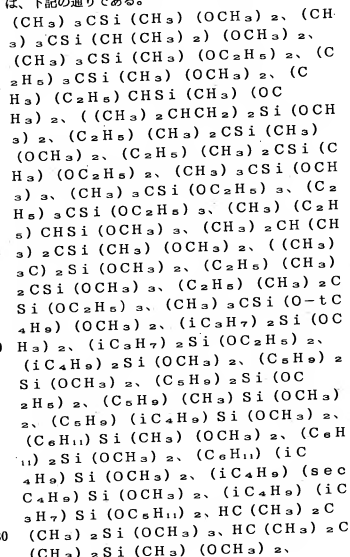 は、下記の通りである。
(CH₃)₃CSi(CH₃)(OCH₃)₂、(CH
₃)₃CSi(CH(CH₃)₂)(OCH₃)₂、
(CH₃)₃CSi(CH₃)(OC₂H₅)₂、(C
₂H₅)₃CSi(CH₃)(OCH₃)₂、(C
H₃)(C₂H₅)CHSi(CH₃)(OC
H₃)₂、((CH₃)₂CHCH₂)₂Si(OCH
₃)₂、(C₂H₅)(CH₃)₂CSi(CH₃)
(OCH₃)₂、(C₂H₅)(CH₃)₂CSi(C
H₃)(OC₂H₅)₂、(CH₃)₃CSi(OCH
₃)₃、(CH₃)₃CSi(OC₂H₅)₃、(C₂
H₅)₃CSi(OC₂H₅)₃、(CH₃)(C₂H
₅)CHSi(OCH₃)₃、(CH₃)₂CH(CH
₃)₂CSi(CH₃)(OCH₃)₂、((CH₃)
₃C)₂Si(OCH₃)₂、(C₂H₅)(CH₃)
₂CSi(OCH₃)₃、(C₂H₅)(CH₃)₂C
Si(OC₂H₅)₃、(CH₃)₃CSi(O-tC
₄H₉)(OCH₃)₂、(iC₃H₇)₂Si(OC
H₃)₂、(iC₃H₇)₂Si(OC₂H₅)₂、
(iC₄H₉)₂Si(OCH₃)₂、(C₅H₉)₂
Si(OCH₃)₂、(C₅H₉)₂Si(OC
₂H₅)₂、(C₅H₉)(CH₃)Si(OCH₃)
₂、(C₅H₉)(iC₄H₉)Si(OCH₃)₂、
(C₆H₁₁)Si(CH₃)(OCH₃)₂、(C₆H
₁₁)₂Si(OCH₃)₂、(C₆H₁₁)(iC
₄H₉)Si(OCH₃)₂、(iC₄H₉)(sec
C₄H₉)Si(OCH₃)₂、(iC₄H₉)(iC
₃H₇)Si(OC₅H₁₁)₂、HC(CH₃)₂C
(CH₃)₂Si(OCH₃)₃、HC(CH₃)₂C
(CH₃)₂Si(CH₃)(OCH₃)₂、